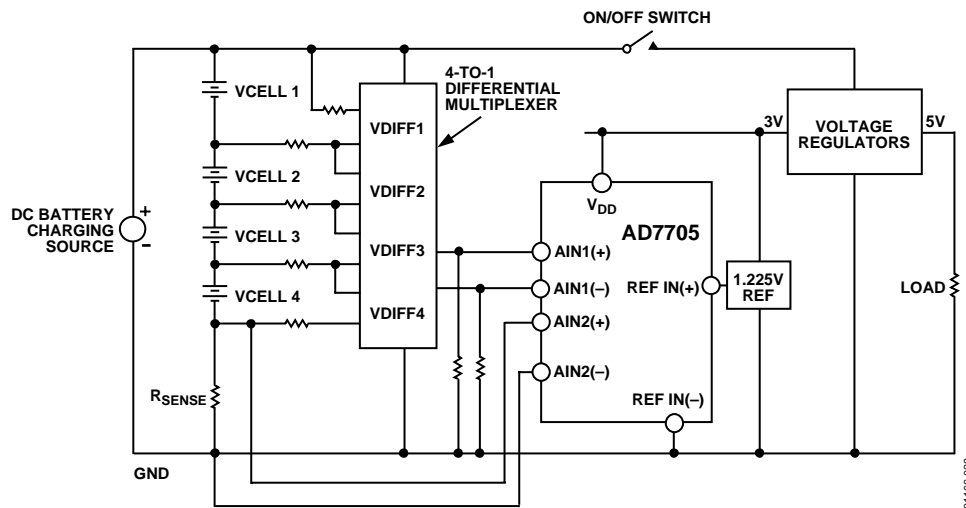 ON/OFF SWITCH
4-TO-1
DIFFERENTIAL
MULTIPLEXER
VCELL 1
VDIFF1
3V
VOLTAGE
REGULATORS
5V
VCELL 2
VDIFF2
VDD
DC BATTERY
CHARGING
SOURCE
+
-
AD7705
VCELL 3
VDIFF3
AIN1(+)
REF IN(+)
1.225V
REF
LOAD
VCELL 4
AIN1(–)
VDIFF4
AIN2(+)
RSENSE
AIN2(–)
REF IN(–)
GND